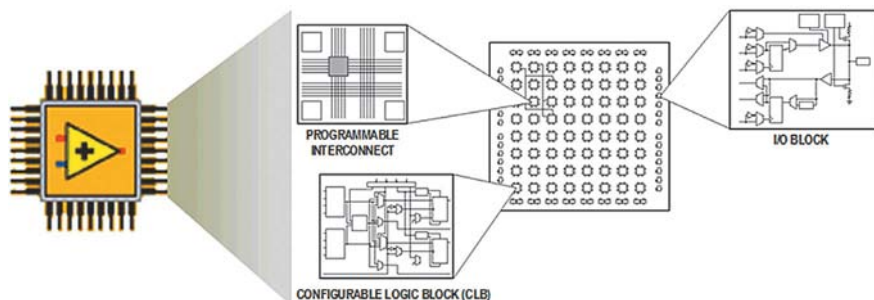 PROGRAMMABLE
INTERCONNECT
I/O BLOCK
CONFIGURABLE LOGIC BLOCK (CLB)